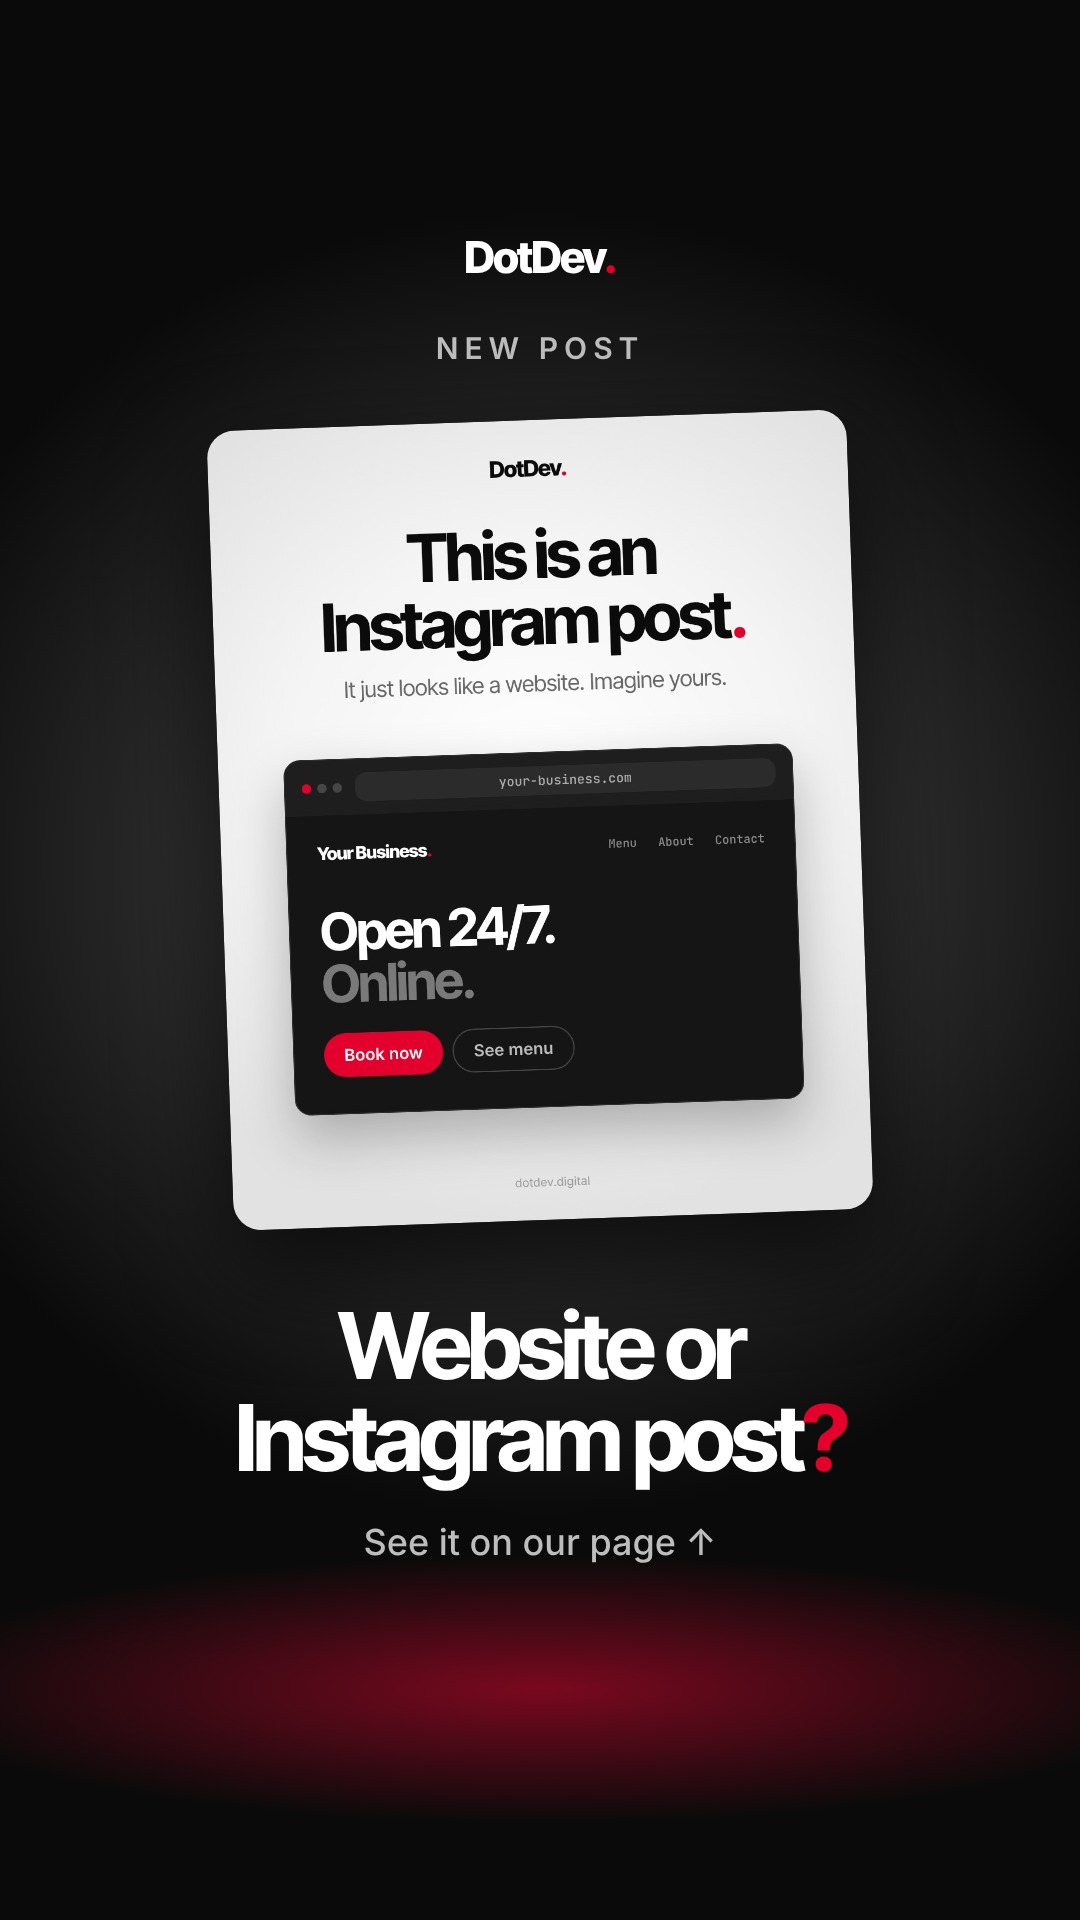 DotDev.
NEW POST
DotDev.
This is an
Instagram post.
It just looks like a website. Imagine yours.
your-business.com
Your Business.
Menu About Contact
Open 24/7.
Online.
Book now See menu
dotdev.digital
Website or
Instagram post?
See it on our page ↑